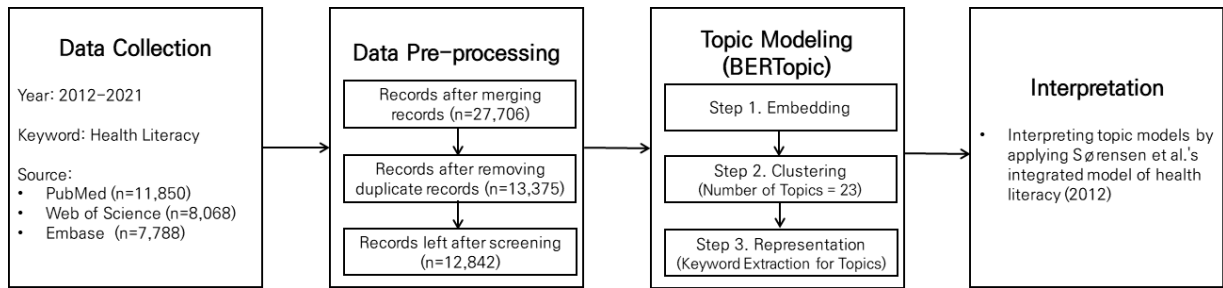 Data Collection
Year: 2012-2021
Keyword: Health Literacy
Source:
• PubMed (n=11,850)
• Web of Science (n=8,068)
• Embase (n=7,788)
Data Pre-processing
Records after merging
records (n=27,706)
Records after removing
duplicate records (n=13,375)
Records left after screening
(n=12,842)
Topic Modeling
(BERTopic)
Step 1. Embedding
Step 2. Clustering
(Number of Topics = 23)
Step 3. Representation
(Keyword Extraction for Topics)
Interpretation
• Interpreting topic models by
applying Sørensen et al.'s
integrated model of health
literacy (2012)